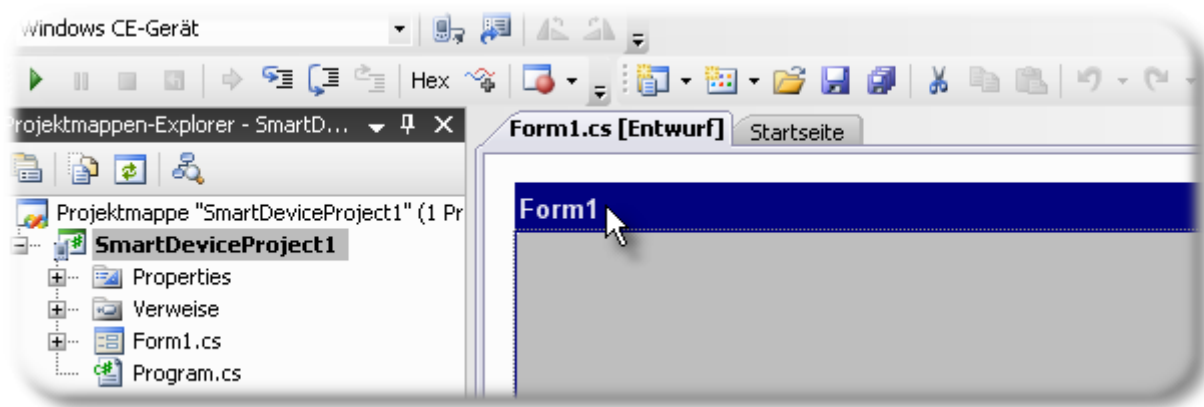 Windows CE-Gerät
Hex
Projektmappen-Explorer - SmartD...
Form1.cs [Entwurf]
Startseite
Projektmappe "SmartDeviceProject1" (1 Pr
Form1
SmartDeviceProject1
Properties
Verweise
Form1.cs
Program.cs